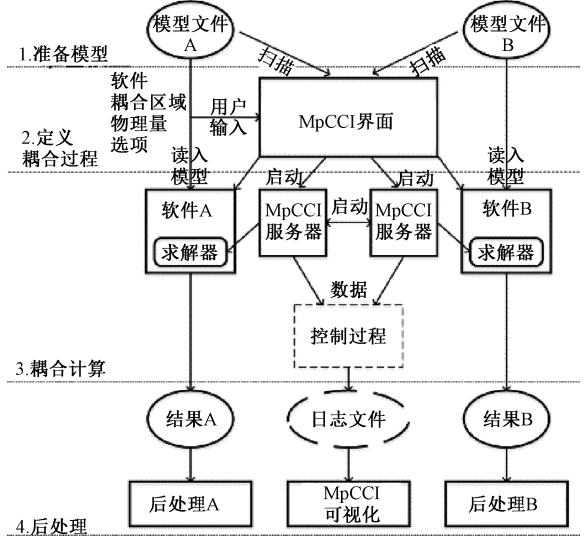 模型文件
A
模型文件
B
1.准备模型
扫描
扫描
软件
耦合区域
物理量
选项
用户
输入
MpCCI界面
2.定义
耦合过程
读入
模型
启动
启动
读入
模型
软件A
求解器
MpCCI
服务器
启动
MpCCI
服务器
软件B
求解器
数据
控制过程
3.耦合计算
结果A
日志文件
结果B
后处理A
MpCCI
可视化
后处理B
4.后处理